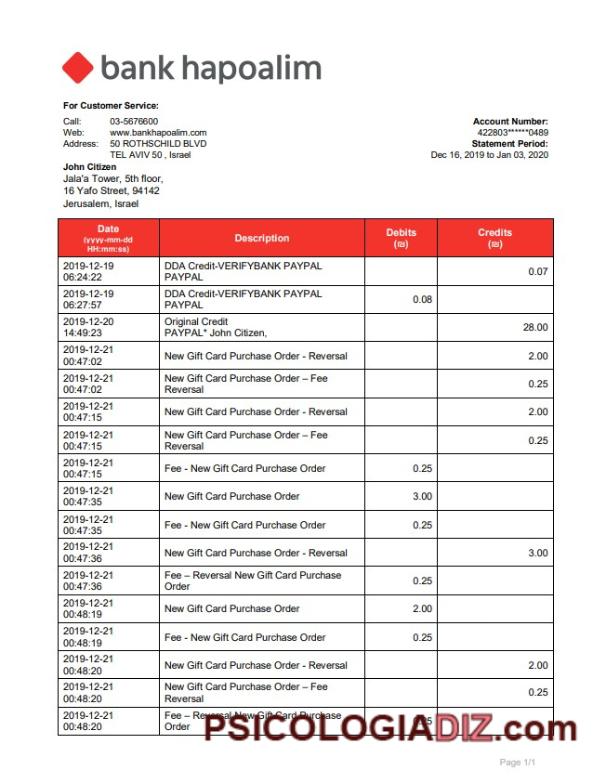 bank hapoalim
For Customer Service:
Call: 03-5676600
Web: www.bankhapoalim.com
Address: 50 ROTHSCHILD BLVD
TEL AVIV 50 , Israel
Account Number:
422803******0489
Statement Period:
Dec 16, 2019 to Jan 03, 2020
John Citizen
Jala'a Tower, 5th floor,
16 Yafo Street, 94142
Jerusalem, Israel
Date Description Debits Credits
(yyyy-mm-dd (₪) (₪)
HH:mm:ss)
2019-12-19 DDA Credit-VERIFYBANK PAYPAL
06:24:22 PAYPAL 0.07
2019-12-19 DDA Credit-VERIFYBANK PAYPAL
06:27:57 PAYPAL 0.08
2019-12-20 Original Credit
14:49:23 PAYPAL* John Citizen, 28.00
2019-12-21
00:47:02 New Gift Card Purchase Order - Reversal 2.00
2019-12-21 New Gift Card Purchase Order – Fee
00:47:02 Reversal 0.25
2019-12-21
00:47:15 New Gift Card Purchase Order - Reversal 2.00
2019-12-21 New Gift Card Purchase Order – Fee
00:47:15 Reversal 0.25
2019-12-21
00:47:15 Fee - New Gift Card Purchase Order 0.25
2019-12-21
00:47:35 New Gift Card Purchase Order 3.00
2019-12-21
00:47:35 Fee - New Gift Card Purchase Order 0.25
2019-12-21
00:47:36 New Gift Card Purchase Order - Reversal 3.00
2019-12-21 Fee – Reversal New Gift Card Purchase
00:47:36 Order 0.25
2019-12-21
00:48:19 New Gift Card Purchase Order 2.00
2019-12-21
00:48:19 Fee - New Gift Card Purchase Order 0.25
2019-12-21
00:48:20 New Gift Card Purchase Order - Reversal 2.00
2019-12-21 New Gift Card Purchase Order – Fee
00:48:20 Reversal 0.25
2019-12-21 Fee – Reversal New Gift Card Purchase
00:48:20 Order
PSICOLOGIADIZ.com
Page 1/1